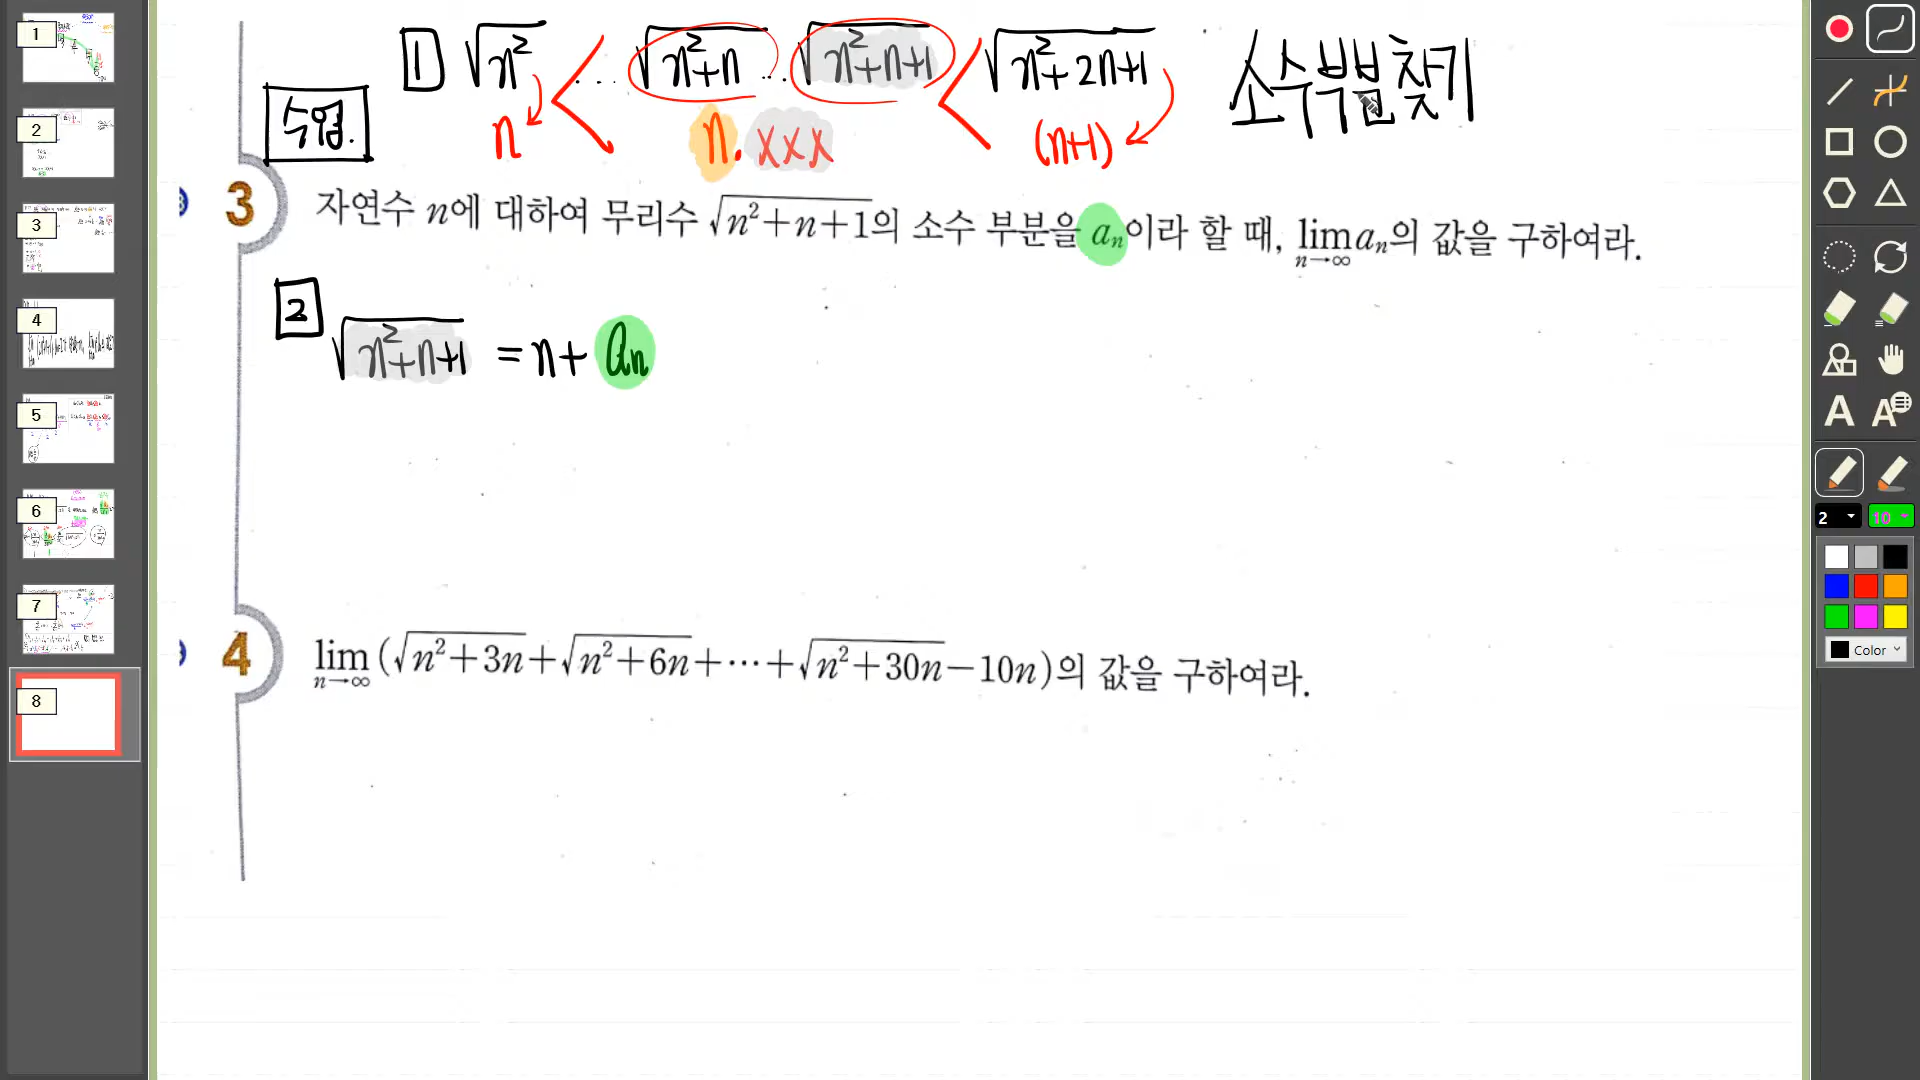 1 √n² ... √n²+n ... √n²+n+1 √n²+2n+1 소수부분 찾기
수열.
n n. xxx (n+1)
3 자연수 n에 대하여 무리수 √n²+n+1의 소수 부분을 aₙ이라 할 때, lim n→∞ aₙ의 값을 구하여라.
2
√n²+n+1 = n+ aₙ
4 lim n→∞ (√n²+3n+√n²+6n+⋯+√n²+30n−10n)의 값을 구하여라.
1
2
3
4
5
6
7
8
A A
2 10
Color